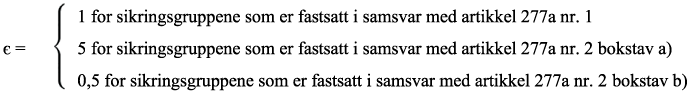 1 for sikringsgruppene som er fastsatt i samsvar med artikkel 277a nr. 1
є = 5 for sikringsgruppene som er fastsatt i samsvar med artikkel 277a nr. 2 bokstav a)
0,5 for sikringsgruppene som er fastsatt i samsvar med artikkel 277a nr. 2 bokstav b)